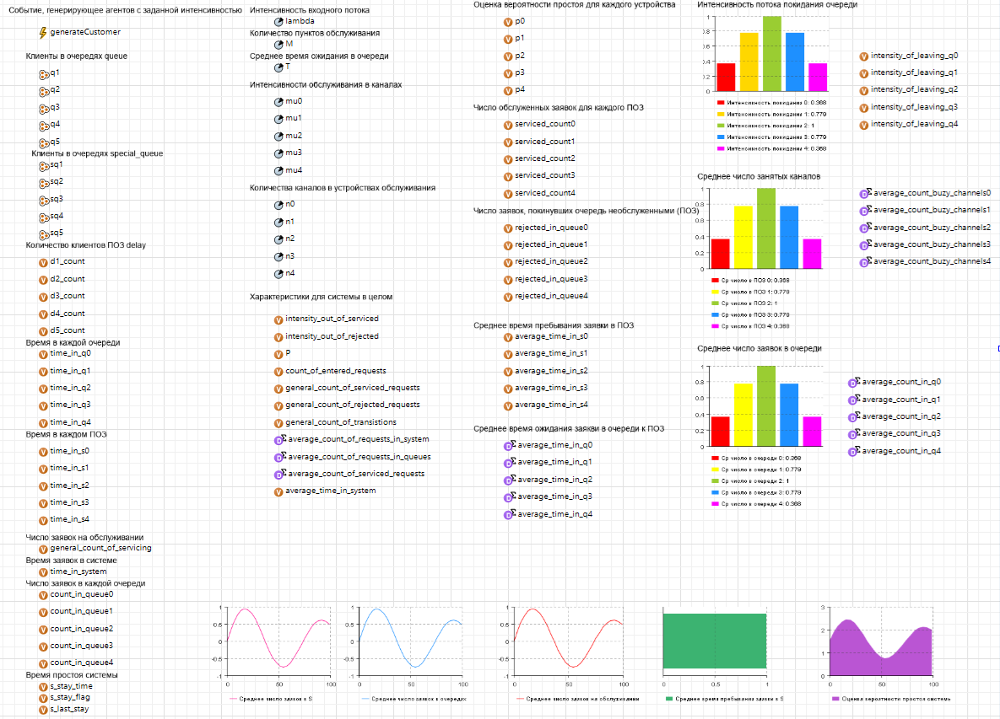 Событие, генерирующее агентов с заданной интенсивностью
generateCustomer
Клиенты в очередях queue
q1
q2
q3
q4
q5
Клиенты в очередях special_queue
sq1
sq2
sq3
sq4
sq5
Количество клиентов ПОЗ delay
d1_count
d2_count
d3_count
d4_count
d5_count
Время в каждой очереди
time_in_q0
time_in_q1
time_in_q2
time_in_q3
time_in_q4
Время в каждом ПОЗ
time_in_s0
time_in_s1
time_in_s2
time_in_s3
time_in_s4
Число заявок на обслуживании
general_count_of_servicing
Время заявок в системе
time_in_system
Число заявок в каждой очереди
count_in_queue0
count_in_queue1
count_in_queue2
count_in_queue3
count_in_queue4
Время простоя системы
s_stay_time
s_stay_flag
s_last_stay
Интенсивность входного потока
lambda
Количество пунктов обслуживания
M
Среднее время ожидания в очереди
T
Интенсивности обслуживания в каналах
mu0
mu1
mu2
mu3
mu4
Количества каналов в устройствах обслуживания
n0
n1
n2
n3
n4
Характеристики для системы в целом
intensity_out_of_serviced
intensity_out_of_rejected
P
count_of_entered_requests
general_count_of_serviced_requests
general_count_of_rejected_requests
general_count_of_transistions
average_count_of_requests_in_system
average_count_of_requests_in_queues
average_count_of_serviced_requests
average_time_in_system
Оценка вероятности простоя для каждого устройства
p0
p1
p2
p3
p4
Число обслуженных заявок для каждого ПОЗ
serviced_count0
serviced_count1
serviced_count2
serviced_count3
serviced_count4
Число заявок, покинувших очередь необслуженными (ПОЗ)
rejected_in_queue0
rejected_in_queue1
rejected_in_queue2
rejected_in_queue3
rejected_in_queue4
Среднее время пребывания заявки в ПОЗ
average_time_in_s0
average_time_in_s1
average_time_in_s2
average_time_in_s3
average_time_in_s4
Среднее время ожидания заякви в очереди к ПОЗ
average_time_in_q0
average_time_in_q1
average_time_in_q2
average_time_in_q3
average_time_in_q4
Интенсивность потока покидания очереди
1
0.8
0.6
0.4
0.2
0
Интенсивность покидания 0: 0.368
Интенсивность покидания 1: 0.779
Интенсивность покидания 2: 1
Интенсивность покидания 3: 0.779
Интенсивность покидания 4: 0.368
intensity_of_leaving_q0
intensity_of_leaving_q1
intensity_of_leaving_q2
intensity_of_leaving_q3
intensity_of_leaving_q4
Среднее число занятых каналов
1
0.8
0.6
0.4
0.2
0
Ср число в ПОЗ 0: 0.368
Ср число в ПОЗ 1: 0.779
Ср число в ПОЗ 2: 1
Ср число в ПОЗ 3: 0.779
Ср число в ПОЗ 4: 0.368
average_count_buzy_channels0
average_count_buzy_channels1
average_count_buzy_channels2
average_count_buzy_channels3
average_count_buzy_channels4
Среднее число заявок в очереди
1
0.8
0.6
0.4
0.2
0
Ср число в очереди 0: 0.368
Ср число в очереди 1: 0.779
Ср число в очереди 2: 1
Ср число в очереди 3: 0.779
Ср число в очереди 4: 0.368
average_count_in_q0
average_count_in_q1
average_count_in_q2
average_count_in_q3
average_count_in_q4
1
0.5
0
-0.5
-1
0 50 100
Среднее число заявок в S
1
0.5
0
-0.5
-1
0 50 100
Среднее число заявок в очередях
1
0.5
0
-0.5
-1
0 50 100
Среднее число заявок на обслуживании
0 0.5 1
Среднее время пребывания заявки в S
3
2
1
0
0 50 100
Оценка вероятности простоя системы